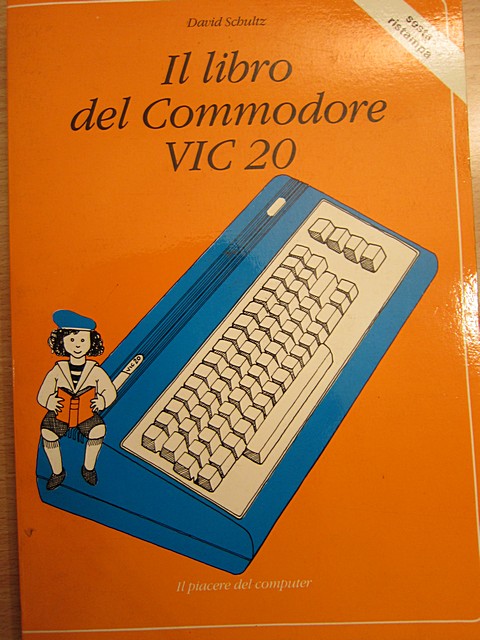 David Schultz
sesta
ristampa
Il libro
del Commodore
VIC 20
VIC 20
Il piacere del computer